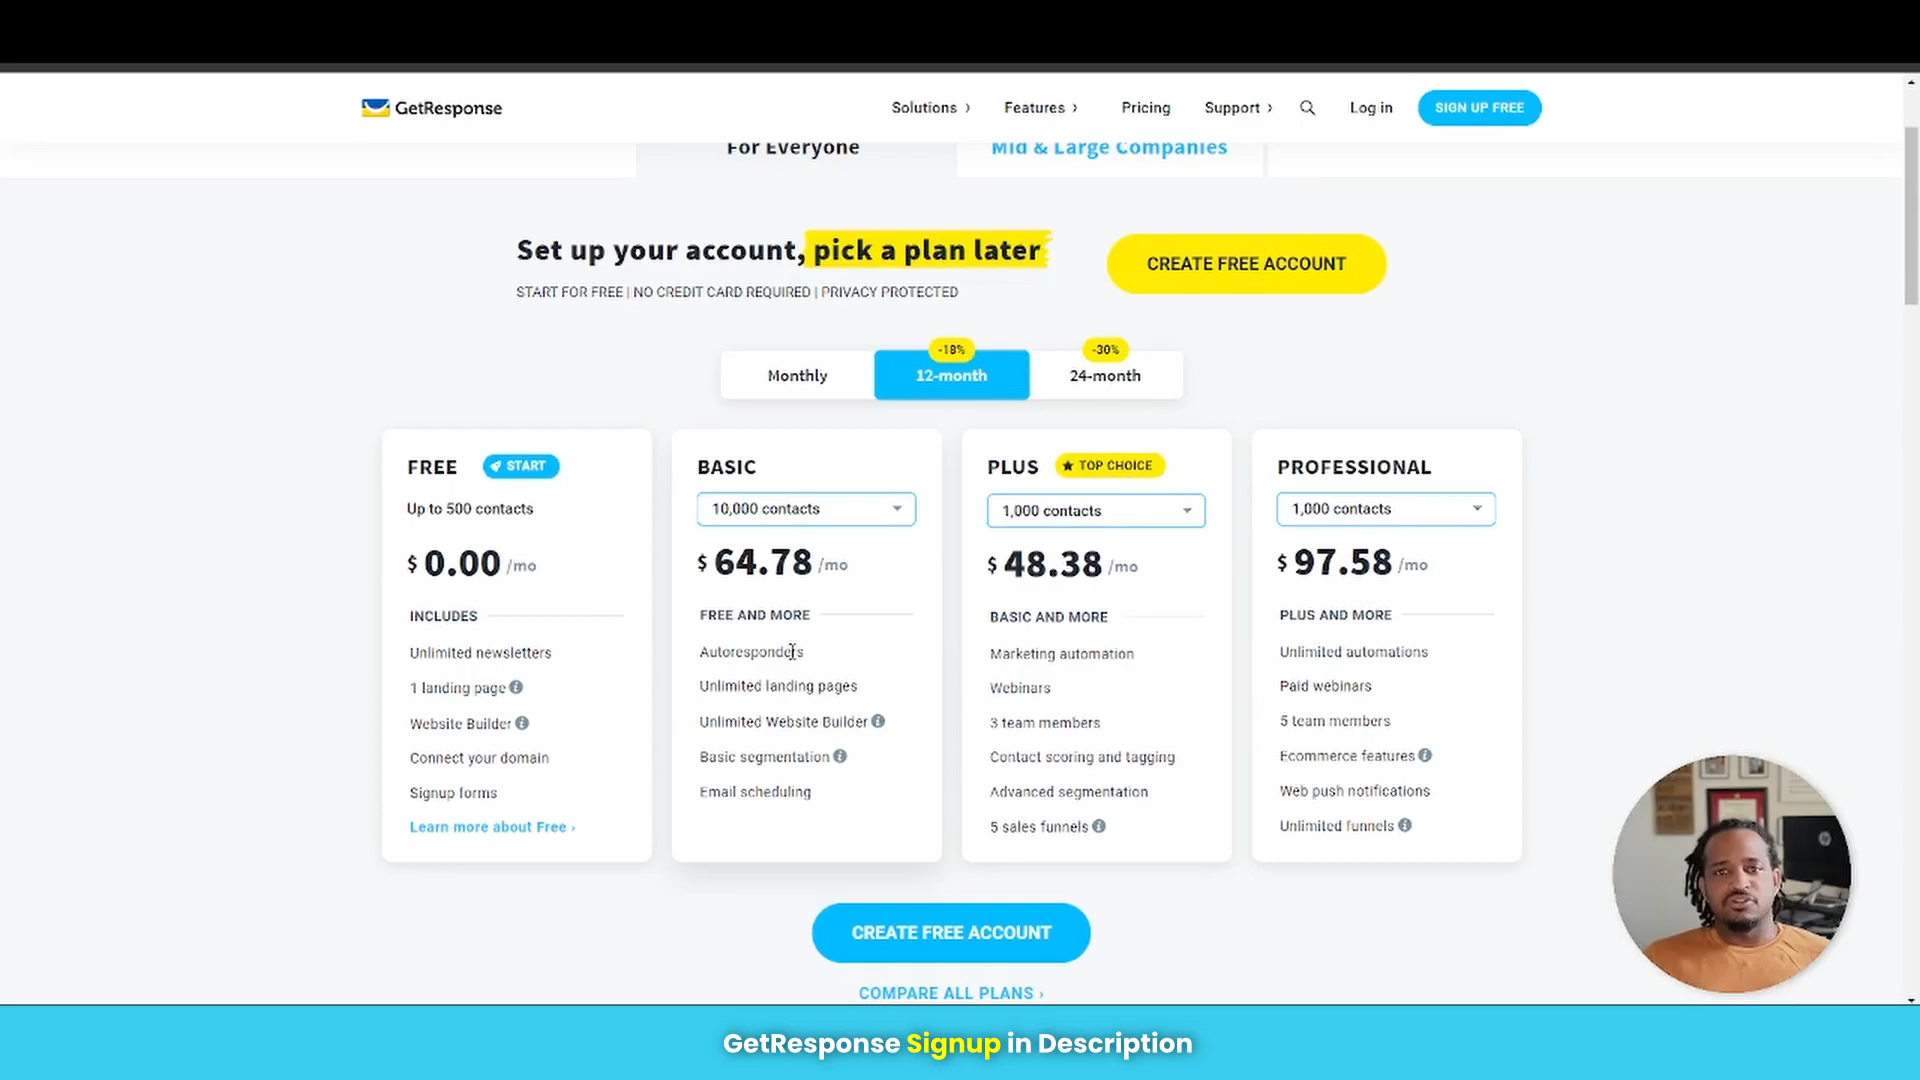 GetResponse
Solutions ›
Features ›
Pricing
Support ›
Log in
SIGN UP FREE
For Everyone
Mid & Large Companies
Set up your account, pick a plan later
START FOR FREE | NO CREDIT CARD REQUIRED | PRIVACY PROTECTED
CREATE FREE ACCOUNT
Monthly
-18%
12-month
-30%
24-month
FREE
START
Up to 500 contacts
$ 0.00 /mo
INCLUDES
Unlimited newsletters
1 landing page
Website Builder
Connect your domain
Signup forms
Learn more about Free ›
BASIC
10,000 contacts
$ 64.78 /mo
FREE AND MORE
Autoresponders
Unlimited landing pages
Unlimited Website Builder
Basic segmentation
Email scheduling
PLUS
★ TOP CHOICE
1,000 contacts
$ 48.38 /mo
BASIC AND MORE
Marketing automation
Webinars
3 team members
Contact scoring and tagging
Advanced segmentation
5 sales funnels
PROFESSIONAL
1,000 contacts
$ 97.58 /mo
PLUS AND MORE
Unlimited automations
Paid webinars
5 team members
Ecommerce features
Web push notifications
Unlimited funnels
CREATE FREE ACCOUNT
COMPARE ALL PLANS ›
GetResponse Signup in Description